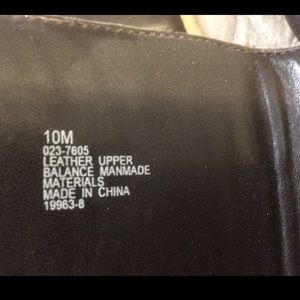 10M
023-7605
LEATHER UPPER
BALANCE MANMADE
MATERIALS
MADE IN CHINA
19963-8